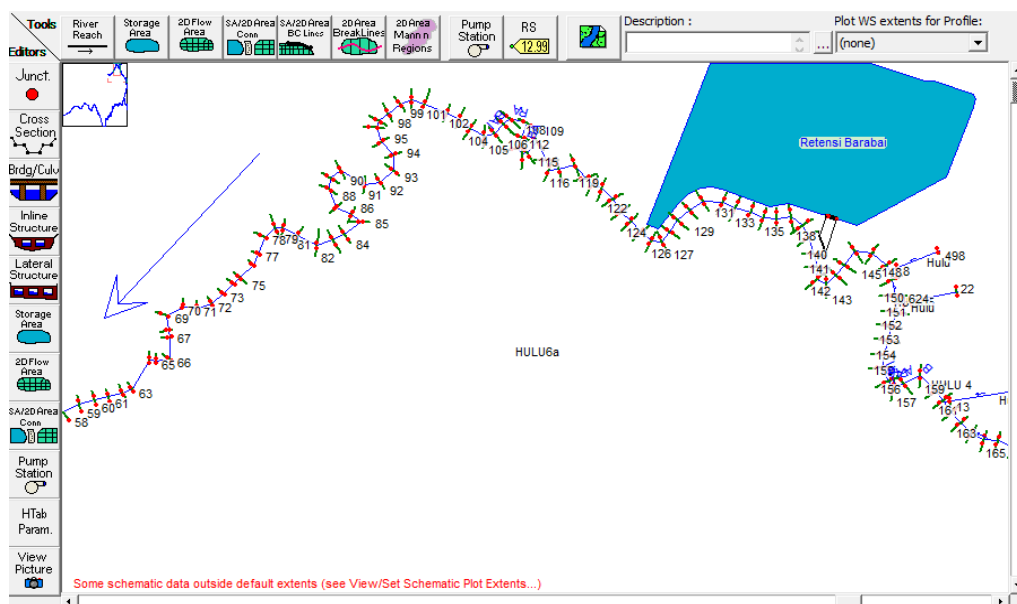 Tools
Editors
River
Reach
Storage
Area
2D Flow
Area
SA/2D Area
Conn
SA/2D Area
BC Lines
2D Area
BreakLines
2D Area
Mann n
Regions
Pump
Station
RS
12.99
Description :
...
Plot WS extents for Profile:
(none)
Junct.
Cross
Section
Brdg/Culv
Inline
Structure
Lateral
Structure
Storage
Area
2D Flow
Area
SA/2D Area
Conn
Pump
Station
HTab
Param.
View
Picture
Retensi Barabai
HULU6a
99
101
98
102
104
105
106
109
112
95
94
93
92
91
90
88
86
85
84
82
81
79
78
77
75
73
72
71
70
69
67
66
65
63
61
60
59
58
115
116
119
122
124
126
127
129
131
133
135
138
140
141
142
143
145
148
Hulu
498
22
Hulu
150
151
152
153
154
156
157
159
HULU 4
13
H
163
165,
Some schematic data outside default extents (see View/Set Schematic Plot Extents...)